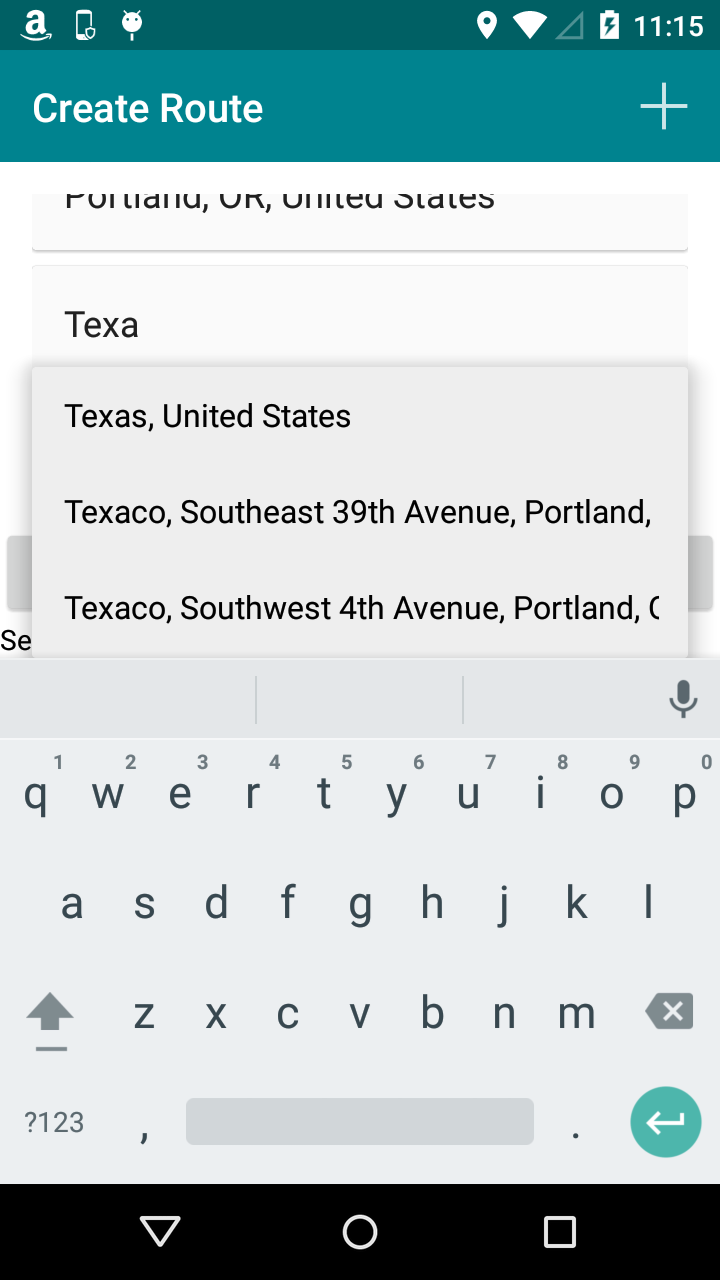 11:15
Create Route
Portland, OR, United States
Texa
Texas, United States
Texaco, Southeast 39th Avenue, Portland,
Texaco, Southwest 4th Avenue, Portland,
Se
1 2 3 4 5 6 7 8 9 0
q w e r t y u i o p
a s d f g h j k l
z x c v b n m
?123 , .